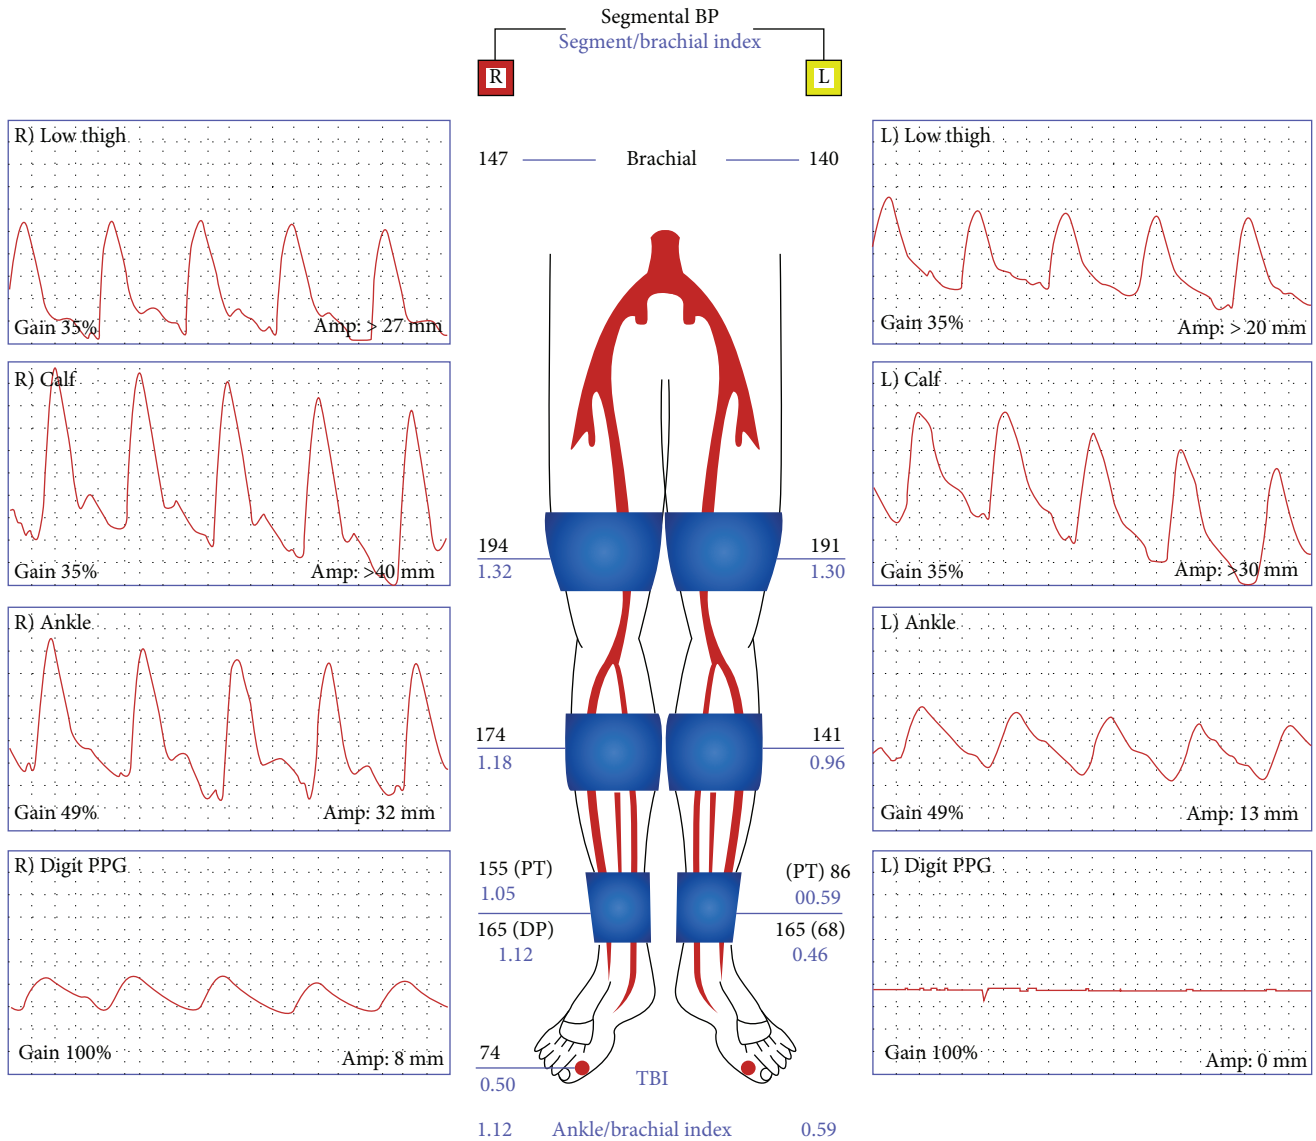 Segmental BP
Segment/brachial index
R
L
R) Low thigh
Gain 35%
Amp: > 27 mm
147
Brachial
140
L) Low thigh
Gain 35%
Amp: > 20 mm
R) Calf
Gain 35%
Amp: >40 mm
194
1.32
191
1.30
L) Calf
Gain 35%
Amp: >30 mm
R) Ankle
Gain 49%
Amp: 32 mm
174
1.18
141
0.96
L) Ankle
Gain 49%
Amp: 13 mm
R) Digit PPG
Gain 100%
Amp: 8 mm
155 (PT)
1.05
165 (DP)
1.12
(PT) 86
00.59
165 (68)
0.46
L) Digit PPG
Gain 100%
Amp: 0 mm
74
0.50
TBI
1.12
Ankle/brachial index
0.59